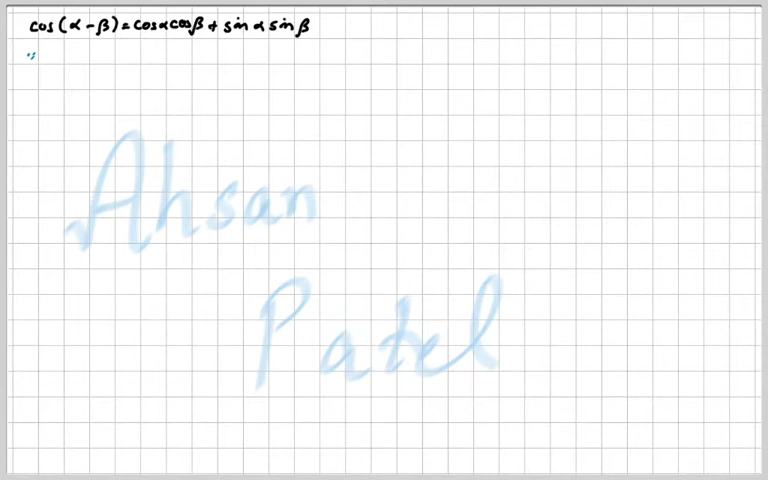 cos(α-β)=cosαcosβ+sinαsinβ
Ahsan
Patel